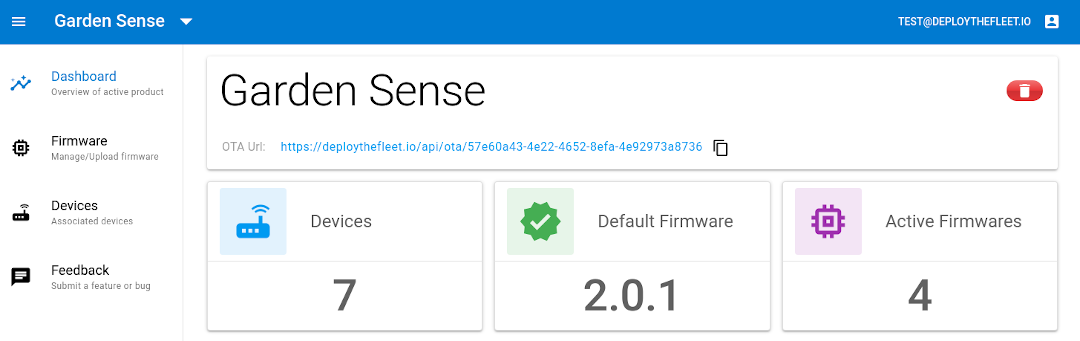 Garden Sense
TEST@DEPLOYTHEFLEET.IO
Dashboard
Overview of active product
Firmware
Manage/Upload firmware
Devices
Associated devices
Feedback
Submit a feature or bug
Garden Sense
OTA Url: https://deploythefleet.io/api/ota/57e60a43-4e22-4652-8efa-4e92973a8736
Devices
7
Default Firmware
2.0.1
Active Firmwares
4